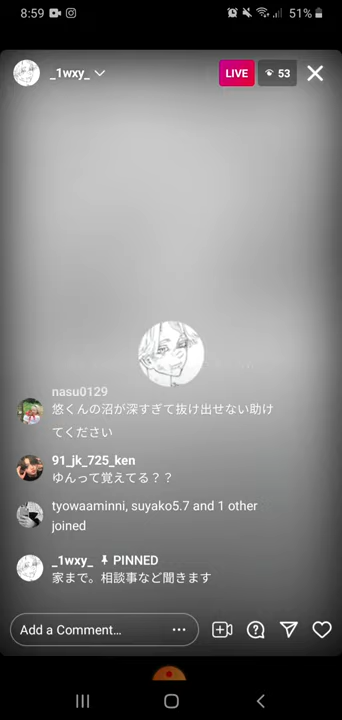 8:59
51%
_1wxy_
LIVE
53
nasu0129
悠くんの沼が深すぎて抜け出せない助け
てください
91_jk_725_ken
ゆんって覚えてる？？
tyowaaminni, suyako5.7 and 1 other
joined
_1wxy_ PINNED
家まで。相談事など聞きます
Add a Comment...